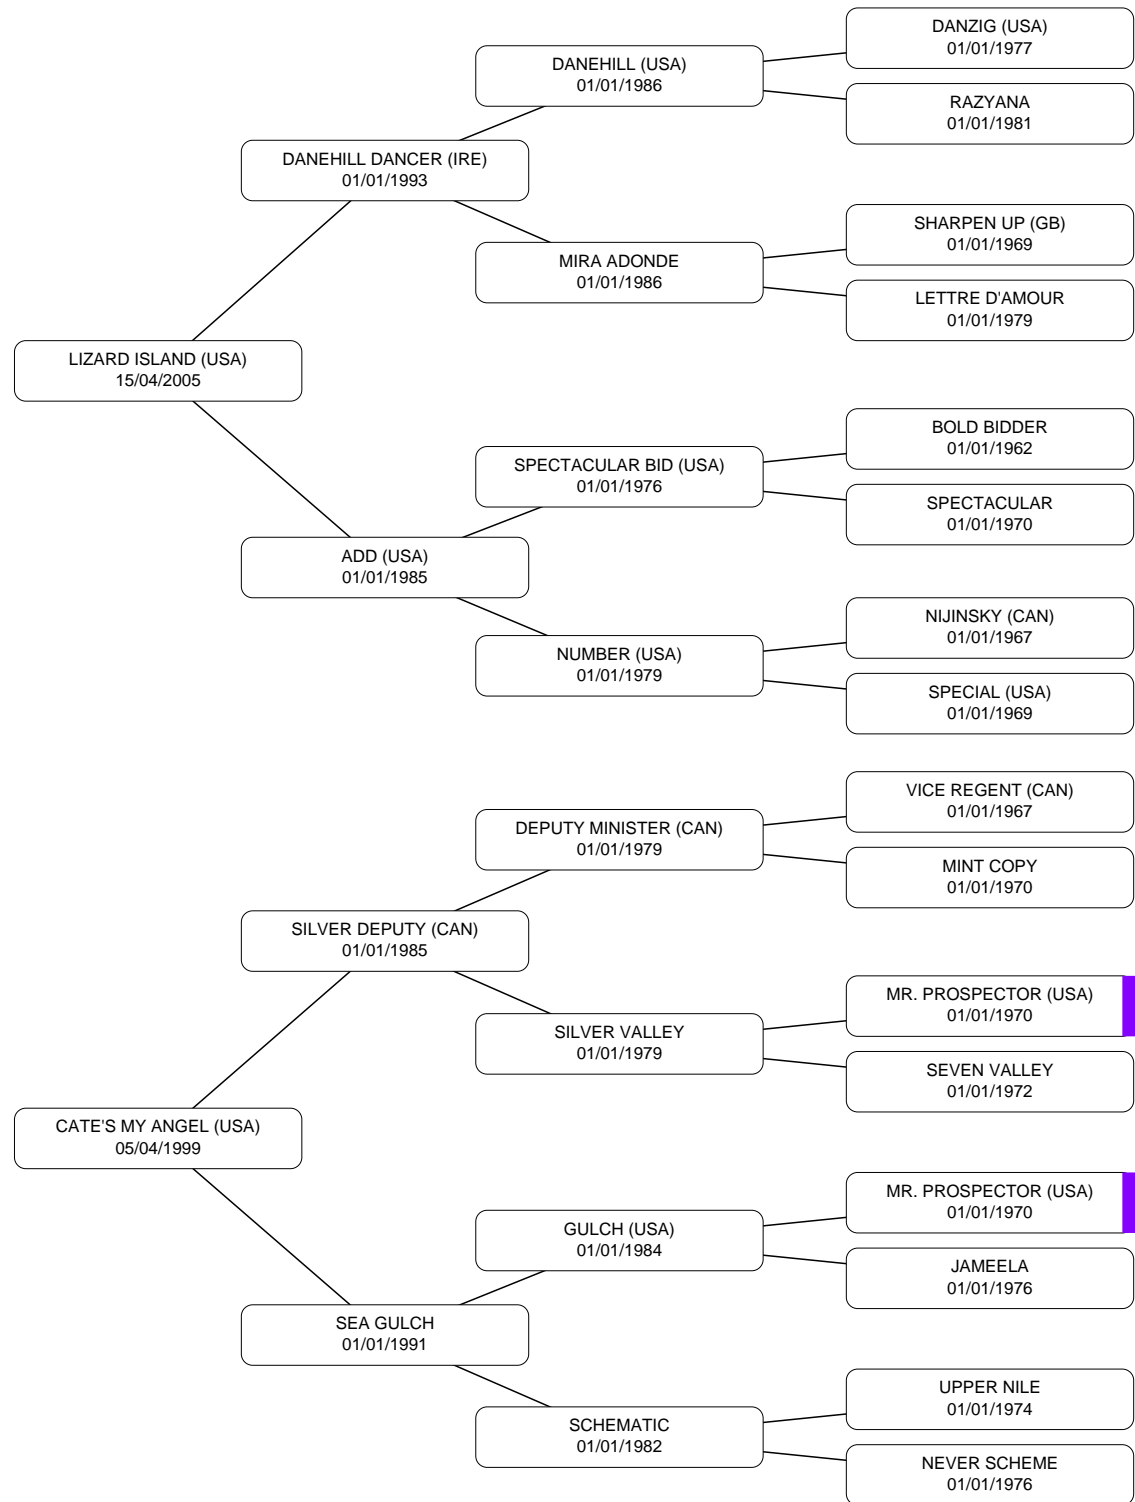 DANZIG (USA)
01/01/1977
DANEHILL (USA)
01/01/1986
RAZYANA
01/01/1981
DANEHILL DANCER (IRE)
01/01/1993
SHARPEN UP (GB)
01/01/1969
MIRA ADONDE
01/01/1986
LETTRE D'AMOUR
01/01/1979
LIZARD ISLAND (USA)
15/04/2005
BOLD BIDDER
01/01/1962
SPECTACULAR BID (USA)
01/01/1976
SPECTACULAR
01/01/1970
ADD (USA)
01/01/1985
NIJINSKY (CAN)
01/01/1967
NUMBER (USA)
01/01/1979
SPECIAL (USA)
01/01/1969
VICE REGENT (CAN)
01/01/1967
DEPUTY MINISTER (CAN)
01/01/1979
MINT COPY
01/01/1970
SILVER DEPUTY (CAN)
01/01/1985
MR. PROSPECTOR (USA)
01/01/1970
SILVER VALLEY
01/01/1979
SEVEN VALLEY
01/01/1972
CATE'S MY ANGEL (USA)
05/04/1999
MR. PROSPECTOR (USA)
01/01/1970
GULCH (USA)
01/01/1984
JAMEELA
01/01/1976
SEA GULCH
01/01/1991
UPPER NILE
01/01/1974
SCHEMATIC
01/01/1982
NEVER SCHEME
01/01/1976